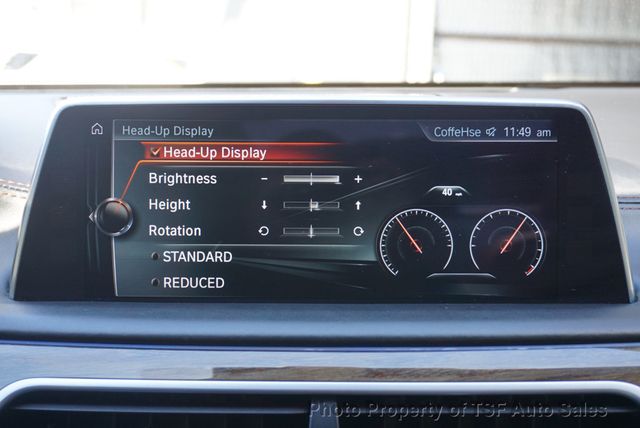 Head-Up Display
CoffeHse 11:49 am
Head-Up Display
Brightness - +
Height
40
Rotation
STANDARD
REDUCED
Photo Property of TSF Auto Sales